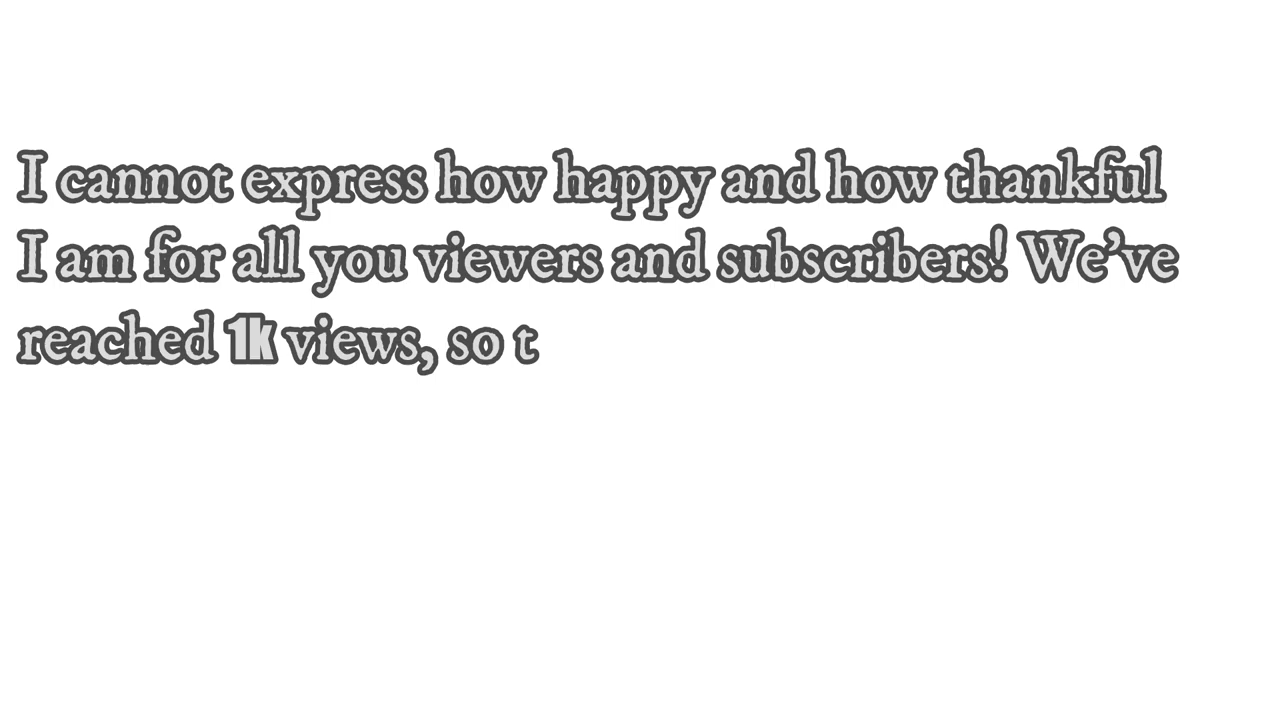 I cannot express how happy and how thankful
I am for all you viewers and subscribers! We’ve
reached 1k views, so t